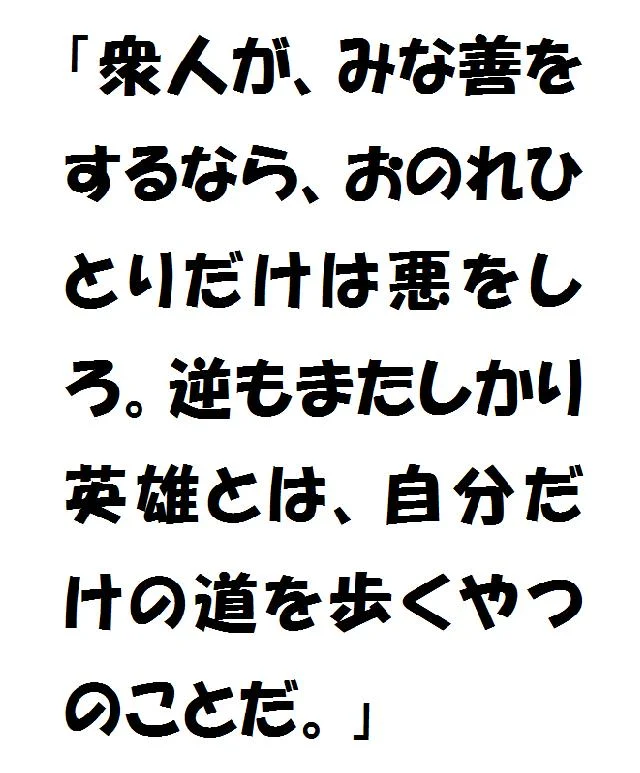 「衆人が、みな善を
するなら、おのれひ
とりだけは悪をし
ろ。逆もまたしかり
英雄とは、自分だ
けの道を歩くやつ
のことだ。」